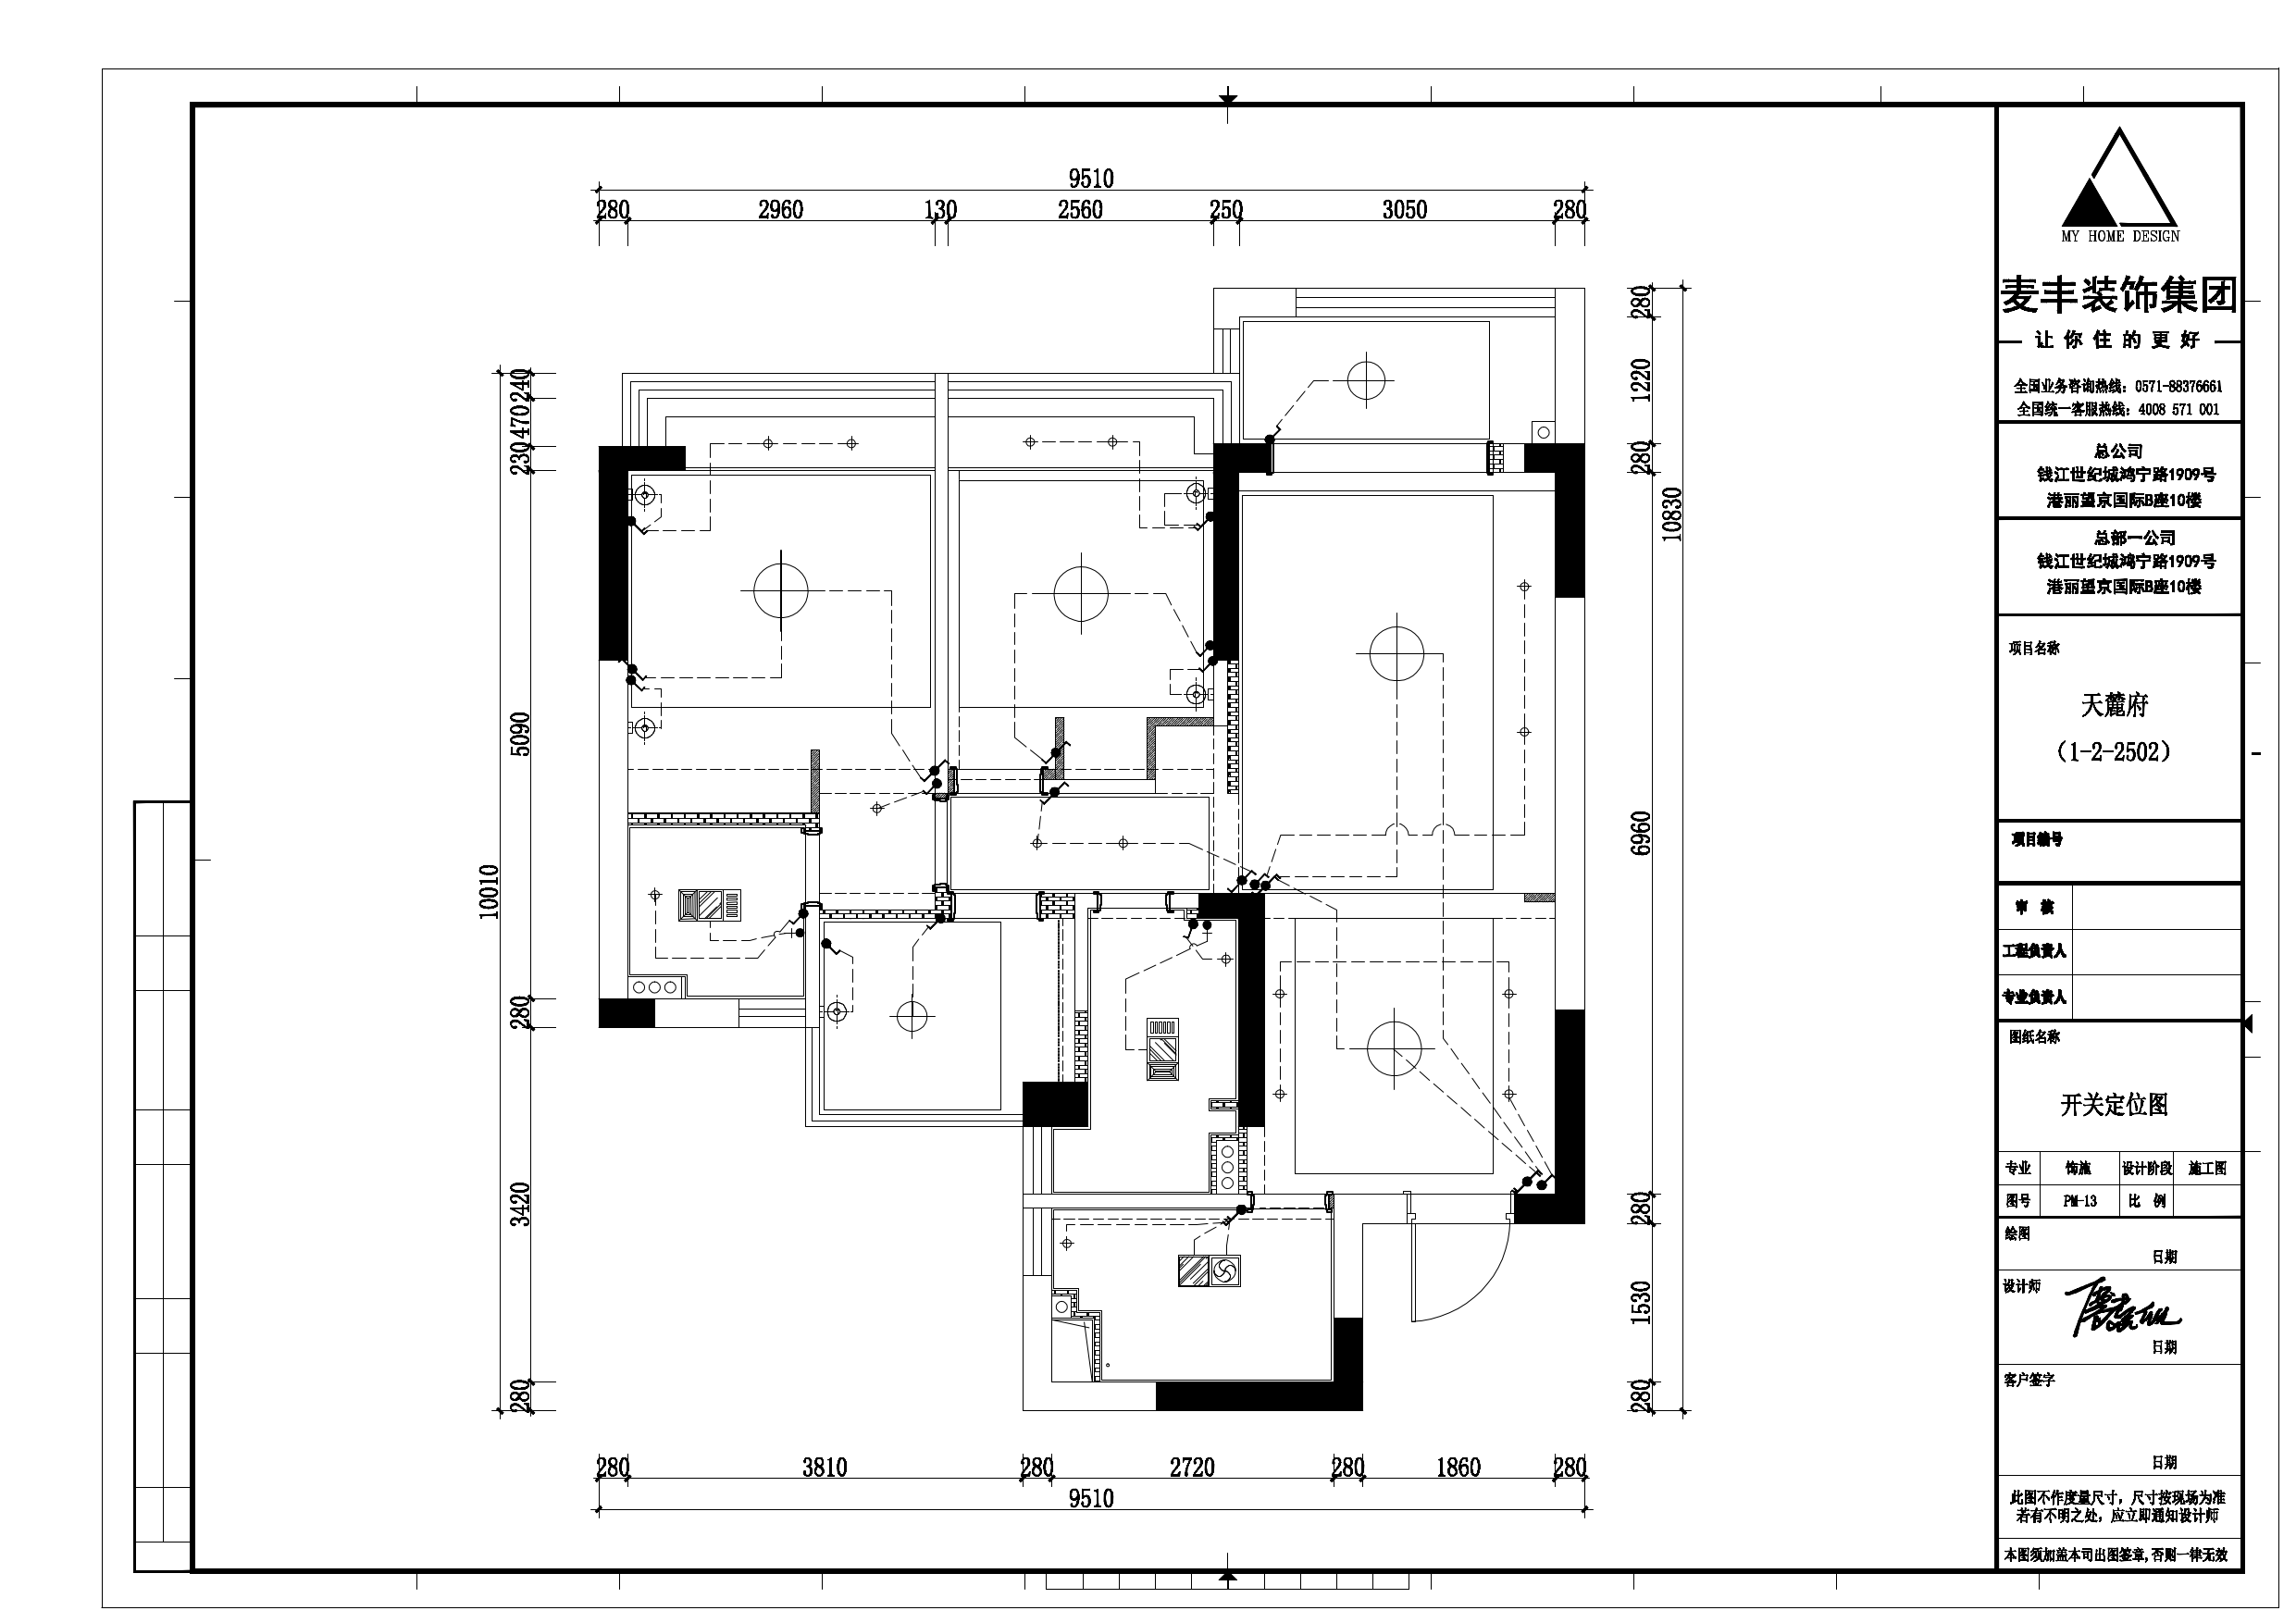 9510
280 2960 130 2560 250 3050 280
280
1220
280
10830
6960
280
1530
280
240
470
230
5090
10010
280
3420
280
280 3810 280 2720 280 1860 280
9510
MY HOME DESIGN
麦丰装饰集团
让你住的更好
全国业务咨询热线：0571-88376661
全国统一客服热线：4008 571 001
总公司
钱江世纪城鸿宁路1909号
港丽望京国际B座10楼
总部一公司
钱江世纪城鸿宁路1909号
港丽望京国际B座10楼
项目名称
天麓府
（1-2-2502）
项目编号
审 核
工程负责人
专业负责人
图纸名称
开关定位图
专业 饰施 设计阶段 施工图
图号 PM-13 比 例
绘图
日期
设计师
日期
客户签字
日期
此图不作度量尺寸，尺寸按现场为准
若有不明之处，应立即通知设计师
本图须加盖本司出图签章，否则一律无效